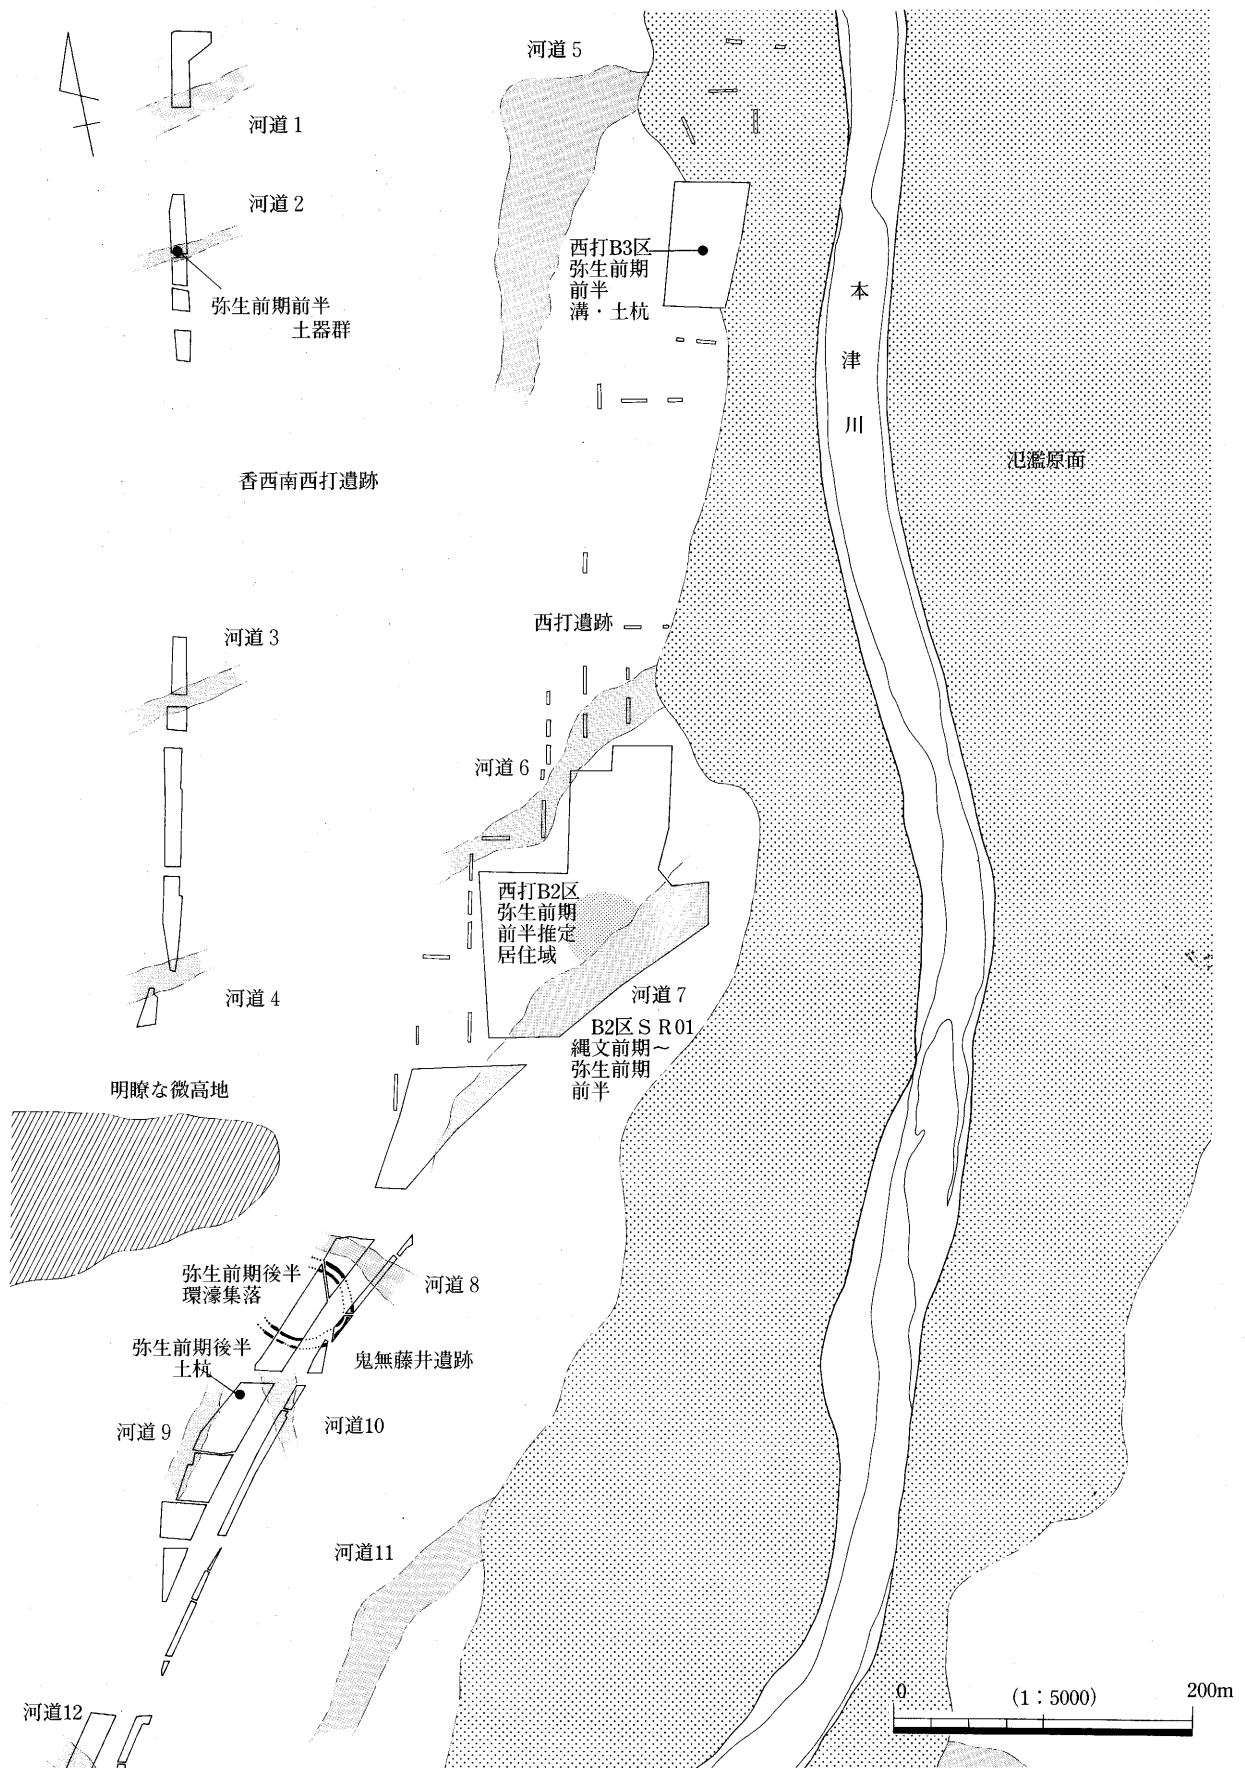 河道5
河道1
河道2
弥生前期前半
土器群
西打B3区
弥生前期
前半
溝・土杭
本津川
氾濫原面
香西南西打遺跡
西打遺跡
河道3
河道6
西打B2区
弥生前期
前半推定
居住域
河道4
河道7
B2区SR01
縄文前期～
弥生前期
前半
明瞭な微高地
弥生前期後半
環濠集落
河道8
弥生前期後半
土杭
鬼無藤井遺跡
河道9
河道10
河道11
河道12
0 (1：5000) 200m